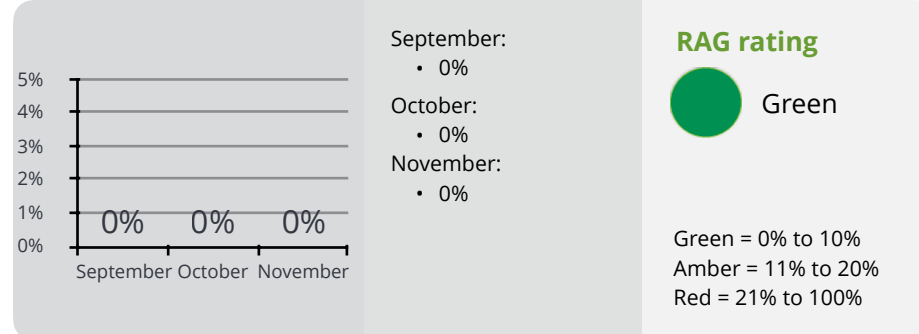 5%
4%
3%
2%
1%
0%
0% 0% 0%
September October November
September:
• 0%
October:
• 0%
November:
• 0%
RAG rating
Green
Green = 0% to 10%
Amber = 11% to 20%
Red = 21% to 100%